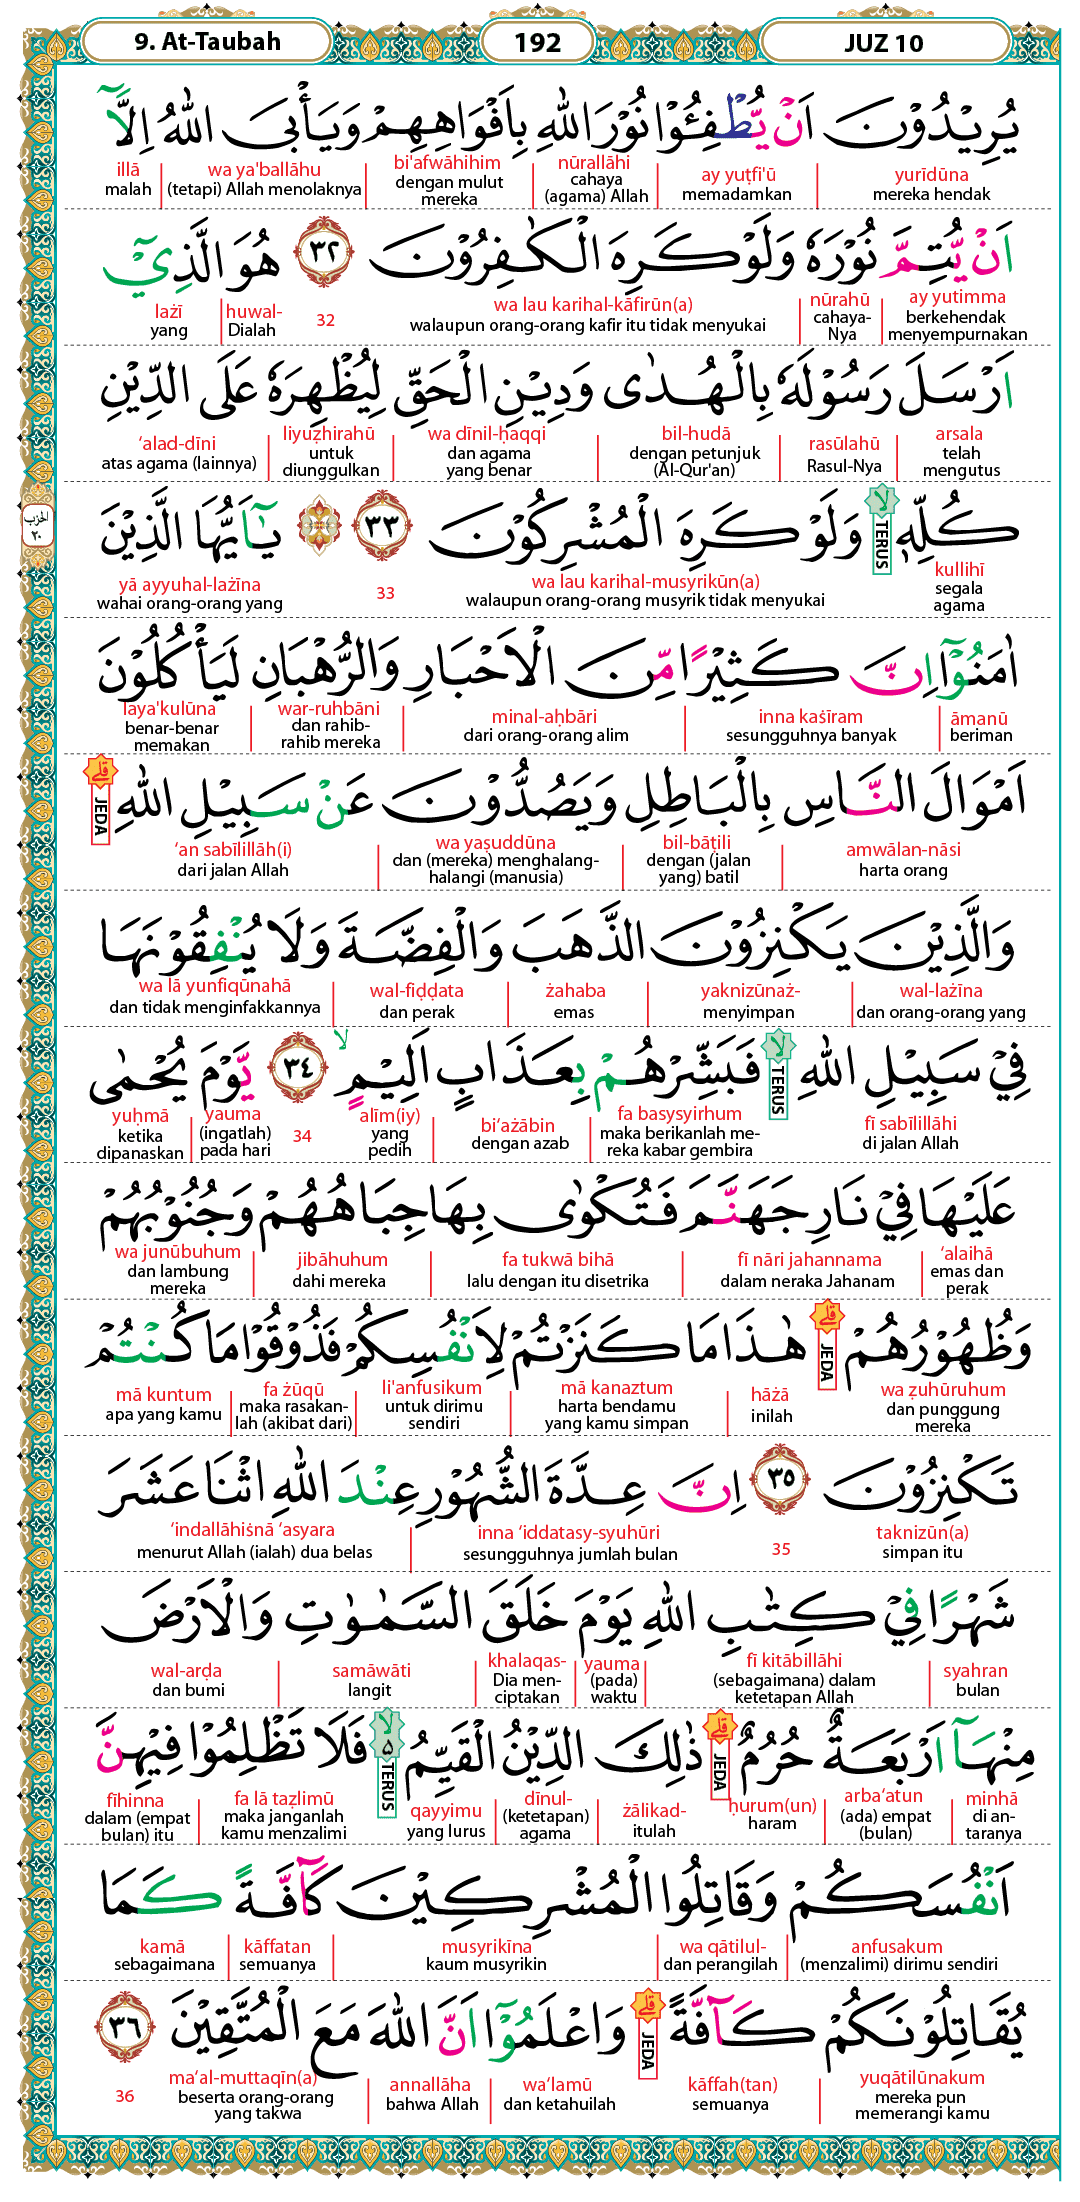 9. At-Taubah
192
JUZ 10
يُرِيْدُوْنَ اَنْ يُّطْفِـُٔوْا نُوْرَ اللّٰهِ بِاَفْوَاهِهِمْ وَيَأْبَى اللّٰهُ اِلَّآ
yurīdūna
mereka hendak
ay yuṭfi'ū
memadamkan
nūrallāhi
cahaya
(agama) Allah
bi'afwāhihim
dengan mulut
mereka
wa ya'ballāhu
(tetapi) Allah menolaknya
illā
malah
اَنْ يُّتِمَّ نُوْرَهٗ وَلَوْ كَرِهَ الْكٰفِرُوْنَ ٣٢ هُوَ الَّذِيْٓ
ay yutimma
berkehendak
menyempurnakan
nūrahū
cahaya-
Nya
wa lau karihal-kāfirūn(a)
walaupun orang-orang kafir itu tidak menyukai
32
huwal-
Dialah
lażī
yang
اَرْسَلَ رَسُوْلَهٗ بِالْهُدٰى وَدِيْنِ الْحَقِّ لِيُظْهِرَهٗ عَلَى الدِّيْنِ
arsala
telah
mengutus
rasūlahū
Rasul-Nya
bil-hudā
dengan petunjuk
(Al-Qur'an)
wa dīnil-ḥaqqi
dan agama
yang benar
liyuẓhirahū
untuk
diunggulkan
‘alad-dīni
atas agama (lainnya)
كُلِّهٖۙ وَلَوْ كَرِهَ الْمُشْرِكُوْنَ ٣٣ ۞ يٰٓاَيُّهَا الَّذِيْنَ
لا
TERUS
الحزب
٢٠
kullihī
segala
agama
wa lau karihal-musyrikūn(a)
walaupun orang-orang musyrik tidak menyukai
33
yā ayyuhal-lażīna
wahai orang-orang yang
اٰمَنُوْٓا اِنَّ كَثِيْرًا مِّنَ الْاَحْبَارِ وَالرُّهْبَانِ لَيَأْكُلُوْنَ
āmanū
beriman
inna kaṡīram
sesungguhnya banyak
minal-aḥbāri
dari orang-orang alim
war-ruhbāni
dan rahib-
rahib mereka
laya'kulūna
benar-benar
memakan
اَمْوَالَ النَّاسِ بِالْبَاطِلِ وَيَصُدُّوْنَ عَنْ سَبِيْلِ اللّٰهِ
قلى
JEDA
amwālan-nāsi
harta orang
bil-bāṭili
dengan (jalan
yang) batil
wa yaṣuddūna
dan (mereka) menghalang-
halangi (manusia)
‘an sabīlillāh(i)
dari jalan Allah
وَالَّذِيْنَ يَكْنِزُوْنَ الذَّهَبَ وَالْفِضَّةَ وَلَا يُنْفِقُوْنَهَا
wal-lażīna
dan orang-orang yang
yaknizūnaż-
menyimpan
żahaba
emas
wal-fiḍḍata
dan perak
wa lā yunfiqūnahā
dan tidak menginfakkannya
فِيْ سَبِيْلِ اللّٰهِ فَبَشِّرْهُمْ بِعَذَابٍ اَلِيْمٍۙ ٣٤ يَّوْمَ يُحْمٰى
لا
TERUS
fī sabīlillāhi
di jalan Allah
fa basysyirhum
maka berikanlah me-
reka kabar gembira
bi‘ażābin
dengan azab
alīm(iy)
yang
pedih
34
yauma
(ingatlah)
pada hari
yuḥmā
ketika
dipanaskan
عَلَيْهَا فِيْ نَارِ جَهَنَّمَ فَتُكْوٰى بِهَا جِبَاهُهُمْ وَجُنُوْبُهُمْ
‘alaihā
emas dan
perak
fī nāri jahannama
dalam neraka Jahanam
fa tukwā bihā
lalu dengan itu disetrika
jibāhuhum
dahi mereka
wa junūbuhum
dan lambung
mereka
وَظُهُوْرُهُمْ هٰذَا مَا كَنَزْتُمْ لِاَنْفُسِكُمْ فَذُوْقُوْا مَا كُنْتُمْ
قلى
JEDA
wa ẓuhūruhum
dan punggung
mereka
hāżā
inilah
mā kanaztum
harta bendamu
yang kamu simpan
li'anfusikum
untuk dirimu
sendiri
fa żūqū
maka rasakan-
lah (akibat dari)
mā kuntum
apa yang kamu
تَكْنِزُوْنَ ٣٥ اِنَّ عِدَّةَ الشُّهُوْرِ عِنْدَ اللّٰهِ اثْنَا عَشَرَ
taknizūn(a)
simpan itu
35
inna ‘iddatasy-syuhūri
sesungguhnya jumlah bulan
‘indallāhiṡnā ‘asyara
menurut Allah (ialah) dua belas
شَهْرًا فِيْ كِتٰبِ اللّٰهِ يَوْمَ خَلَقَ السَّمٰوٰتِ وَالْاَرْضَ
syahran
bulan
fī kitābillāhi
(sebagaimana) dalam
ketetapan Allah
yauma
(pada)
waktu
khalaqas-
Dia men-
ciptakan
samāwāti
langit
wal-arḍa
dan bumi
مِنْهَآ اَرْبَعَةٌ حُرُمٌ ذٰلِكَ الدِّيْنُ الْقَيِّمُ فَلَا تَظْلِمُوْا فِيْهِنَّ
قلى
JEDA
لا
٥
TERUS
minhā
di an-
taranya
arba‘atun
(ada) empat
(bulan)
ḥurum(un)
haram
żālikad-
itulah
dīnul-
(ketetapan)
agama
qayyimu
yang lurus
fa lā taẓlimū
maka janganlah
kamu menzalimi
fīhinna
dalam (empat
bulan) itu
اَنْفُسَكُمْ وَقَاتِلُوا الْمُشْرِكِيْنَ كَاۤفَّةً كَمَا
anfusakum
(menzalimi) dirimu sendiri
wa qātilul-
dan perangilah
musyrikīna
kaum musyrikin
kāffatan
semuanya
kamā
sebagaimana
يُقَاتِلُوْنَكُمْ كَاۤفَّةً وَاعْلَمُوْٓا اَنَّ اللّٰهَ مَعَ الْمُتَّقِيْنَ ٣٦
قلى
JEDA
yuqātilūnakum
mereka pun
memerangi kamu
kāffah(tan)
semuanya
wa‘lamū
dan ketahuilah
annallāha
bahwa Allah
ma‘al-muttaqīn(a)
beserta orang-orang
yang takwa
36